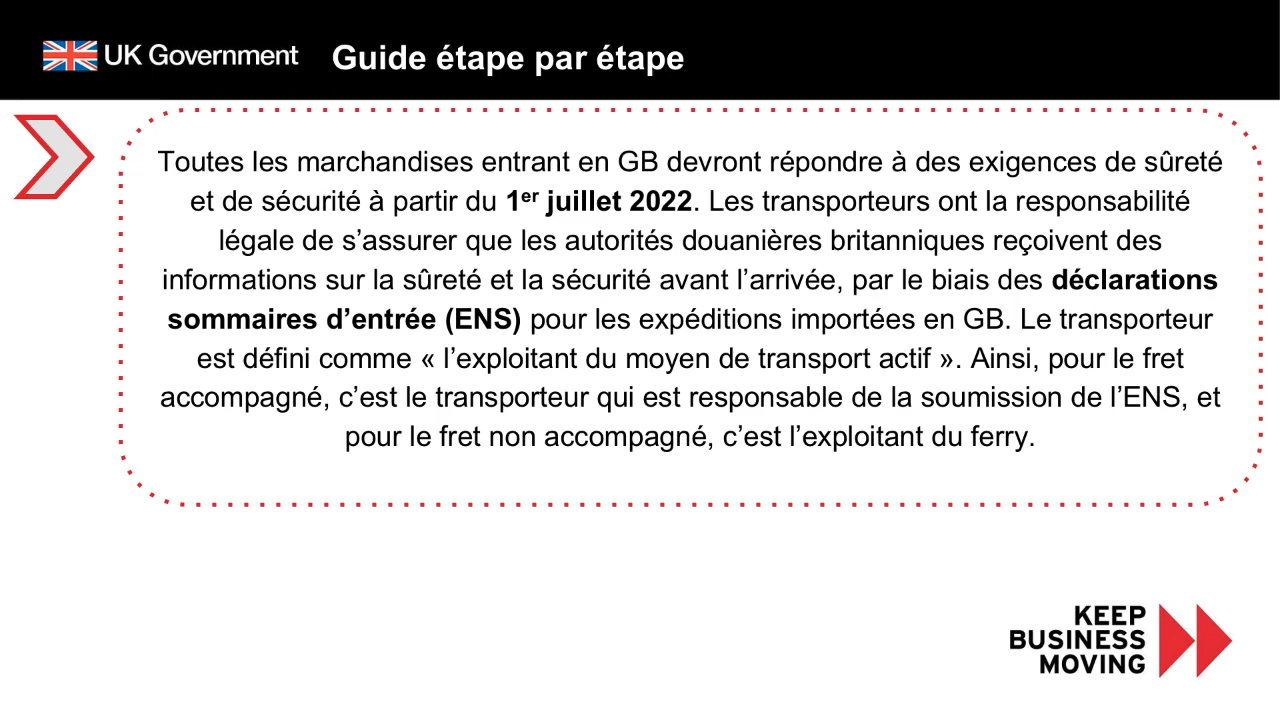 UK Government
Guide étape par étape
Toutes les marchandises entrant en GB devront répondre à des exigences de sûreté
et de sécurité à partir du 1er juillet 2022. Les transporteurs ont la responsabilité
légale de s’assurer que les autorités douanières britanniques reçoivent des
informations sur la sûreté et la sécurité avant l’arrivée, par le biais des déclarations
sommaires d’entrée (ENS) pour les expéditions importées en GB. Le transporteur
est défini comme « l’exploitant du moyen de transport actif ». Ainsi, pour le fret
accompagné, c’est le transporteur qui est responsable de la soumission de l’ENS, et
pour le fret non accompagné, c’est l’exploitant du ferry.
KEEP
BUSINESS
MOVING